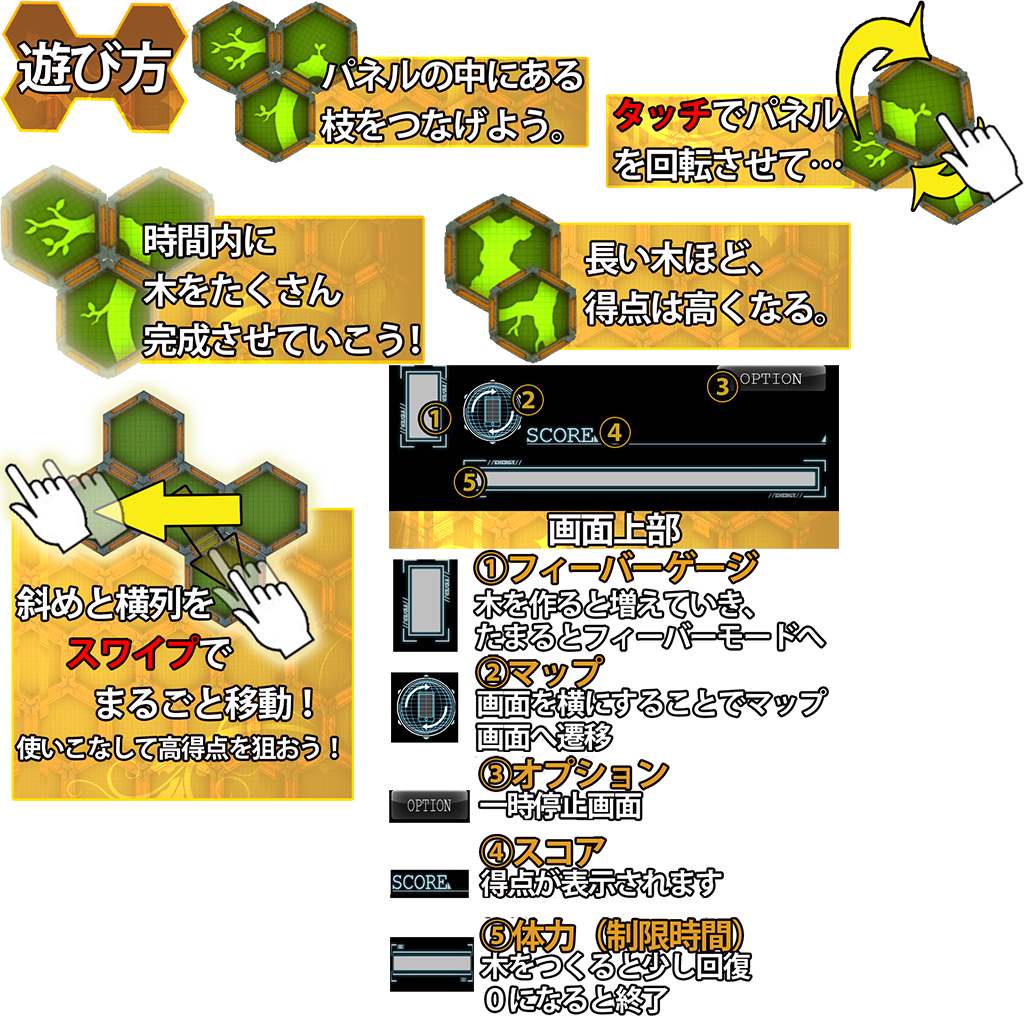 遊び方
パネルの中にある
枝をつなげよう。
タッチでパネル
を回転させて…
時間内に
木をたくさん
完成させていこう！
長い木ほど、
得点は高くなる。
斜めと横列を
スワイプで
まるごと移動！
使いこなして高得点を狙おう！
① ② ③ OPTION
SCORE ④
//ENERGY//
⑤
//ENERGY//
画面上部
①フィーバーゲージ
木を作ると増えていき、
たまるとフィーバーモードへ
②マップ
画面を横にすることでマップ
画面へ遷移
③オプション
OPTION
一時停止画面
④スコア
SCORE
得点が表示されます
⑤体力（制限時間）
木をつくると少し回復
０になると終了